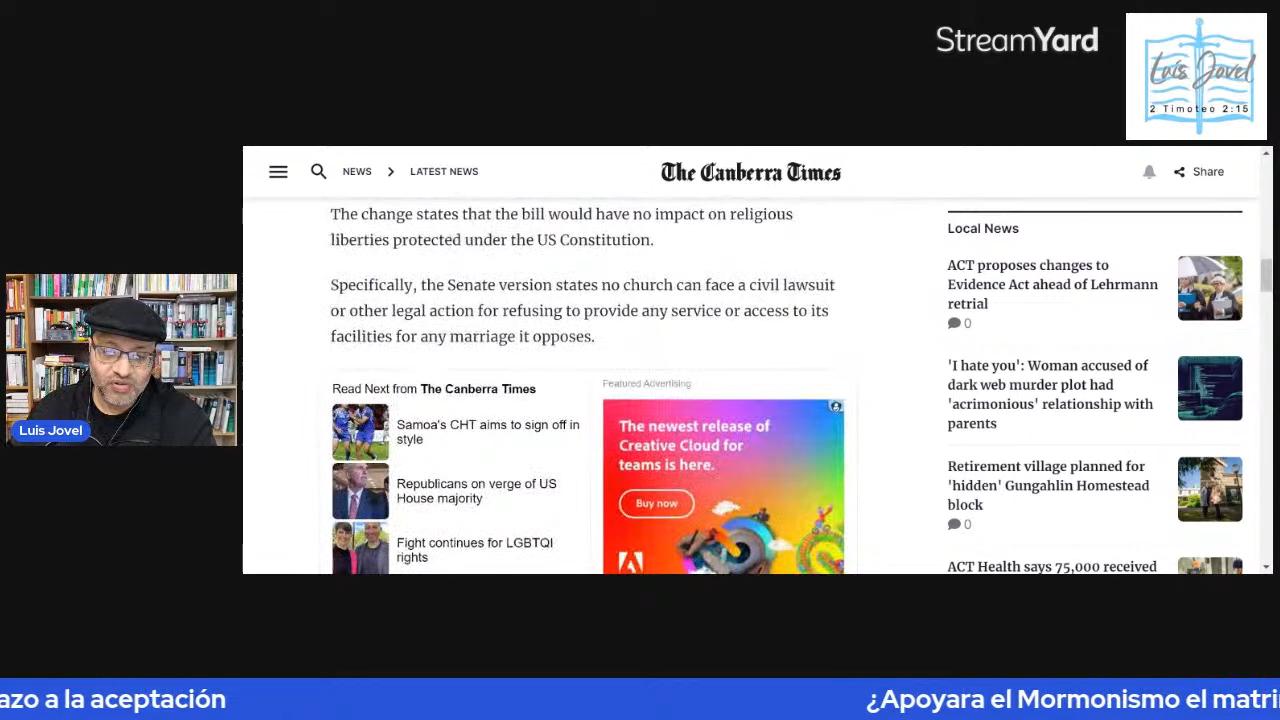 StreamYard
Luis Jovel
2 Timoteo 2:15
NEWS
LATEST NEWS
The Canberra Times
Share
The change states that the bill would have no impact on religious
liberties protected under the US Constitution.
Specifically, the Senate version states no church can face a civil lawsuit
or other legal action for refusing to provide any service or access to its
facilities for any marriage it opposes.
Read Next from The Canberra Times
Samoa's CHT aims to sign off in
style
Republicans on verge of US
House majority
Fight continues for LGBTQI
rights
Featured Advertising
The newest release of
Creative Cloud for
teams is here.
Buy now
Local News
ACT proposes changes to
Evidence Act ahead of Lehrmann
retrial
0
'I hate you': Woman accused of
dark web murder plot had
'acrimonious' relationship with
parents
Retirement village planned for
'hidden' Gungahlin Homestead
block
0
ACT Health says 75,000 received
Luis Jovel
azo a la aceptación
¿Apoyara el Mormonismo el matri